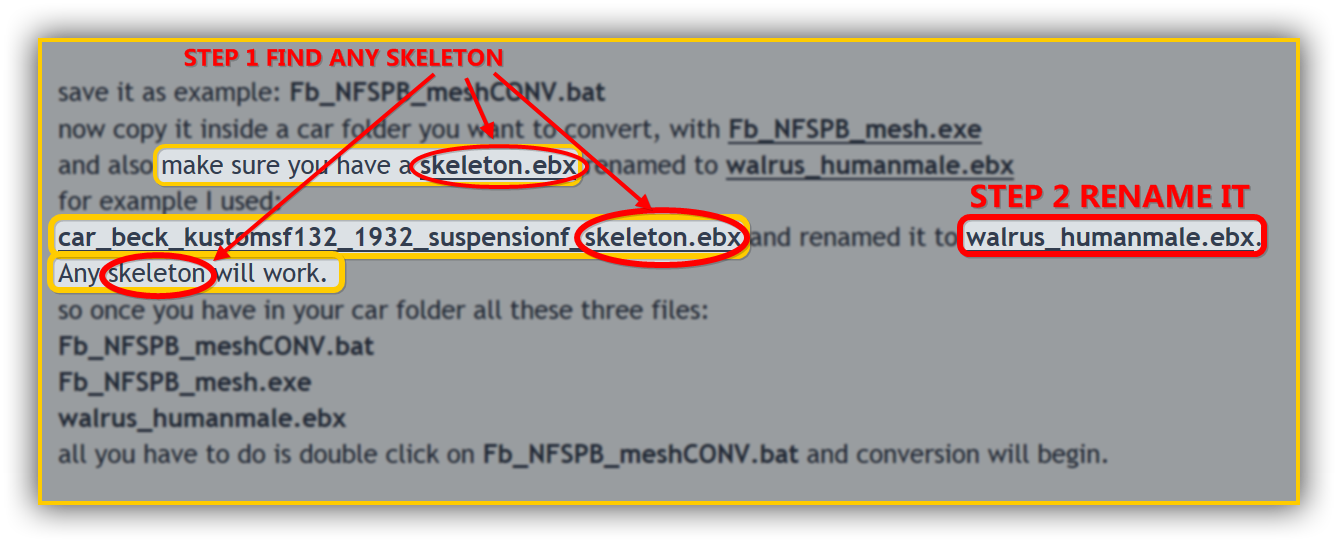 STEP 1 FIND ANY SKELETON
save it as example: Fb_NFSPB_meshCONV.bat
now copy it inside a car folder you want to convert, with Fb_NFSPB_mesh.exe
and also make sure you have a skeleton.ebx renamed to walrus_humanmale.ebx
for example I used:
STEP 2 RENAME IT
car_beck_kustomsf132_1932_suspensionf_skeleton.ebx and renamed it to walrus_humanmale.ebx.
Any skeleton will work.
so once you have in your car folder all these three files:
Fb_NFSPB_meshCONV.bat
Fb_NFSPB_mesh.exe
walrus_humanmale.ebx
all you have to do is double click on Fb_NFSPB_meshCONV.bat and conversion will begin.